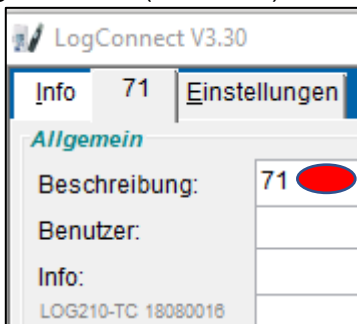 LogConnect V3.30
Info 71 Einstellungen
Allgemein
Beschreibung: 71
Benutzer:
Info:
LOG210-TC 18080016